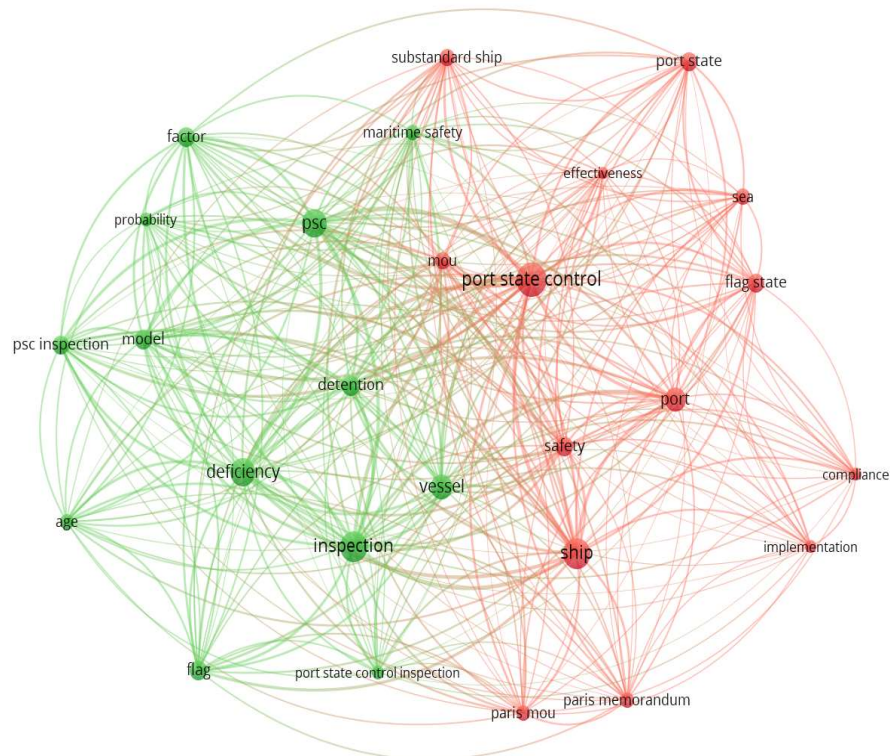 substandard ship
port state
factor
maritime safety
effectiveness
probability
psc
sea
mou
port state control
flag state
psc inspection
model
detention
port
safety
deficiency
vessel
compliance
age
inspection
ship
implementation
flag
port state control inspection
paris mou
paris memorandum